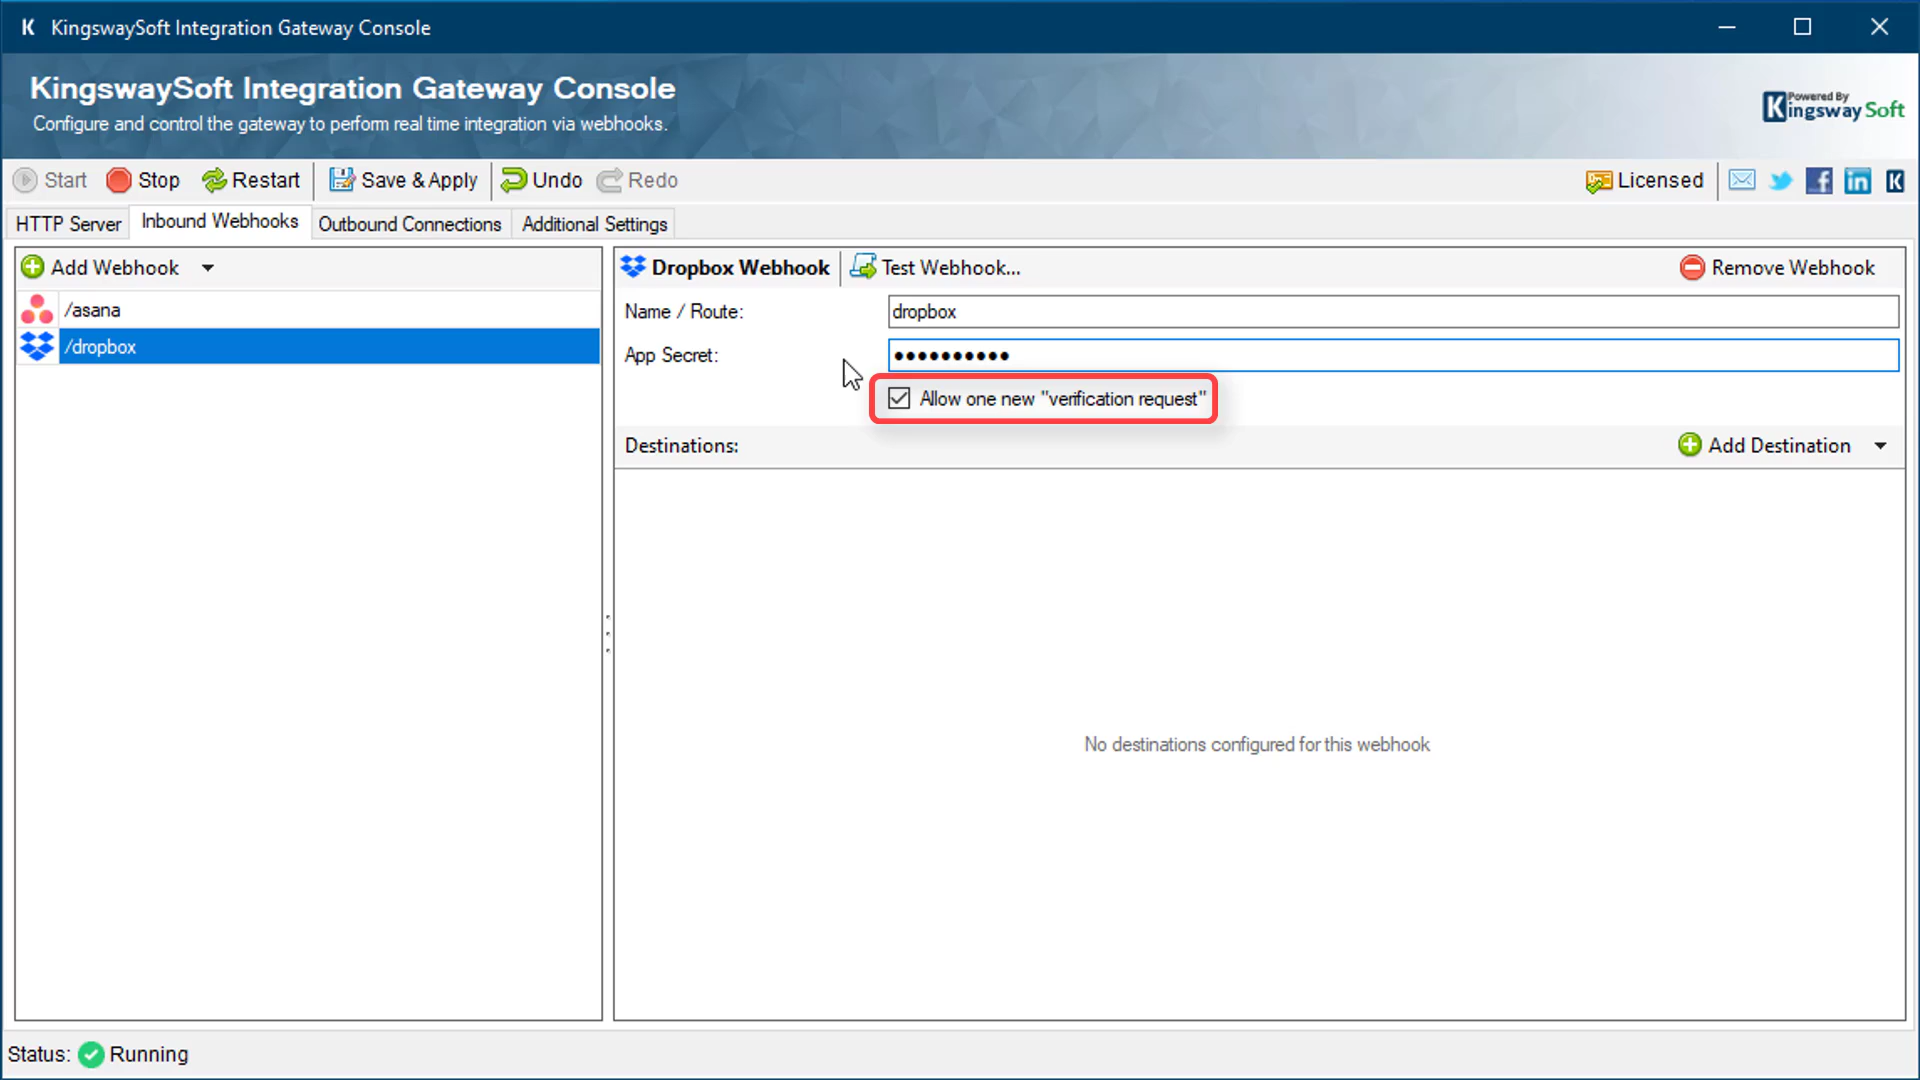 K KingswaySoft Integration Gateway Console
KingswaySoft Integration Gateway Console
Configure and control the gateway to perform real time integration via webhooks.
Powered By
KingswaySoft
Start Stop Restart Save & Apply Undo Redo Licensed
HTTP Server Inbound Webhooks Outbound Connections Additional Settings
Add Webhook
/asana
/dropbox
Dropbox Webhook Test Webhook... Remove Webhook
Name / Route: dropbox
App Secret: ●●●●●●●●●●
Allow one new "verification request"
Destinations: Add Destination
No destinations configured for this webhook
Status: Running